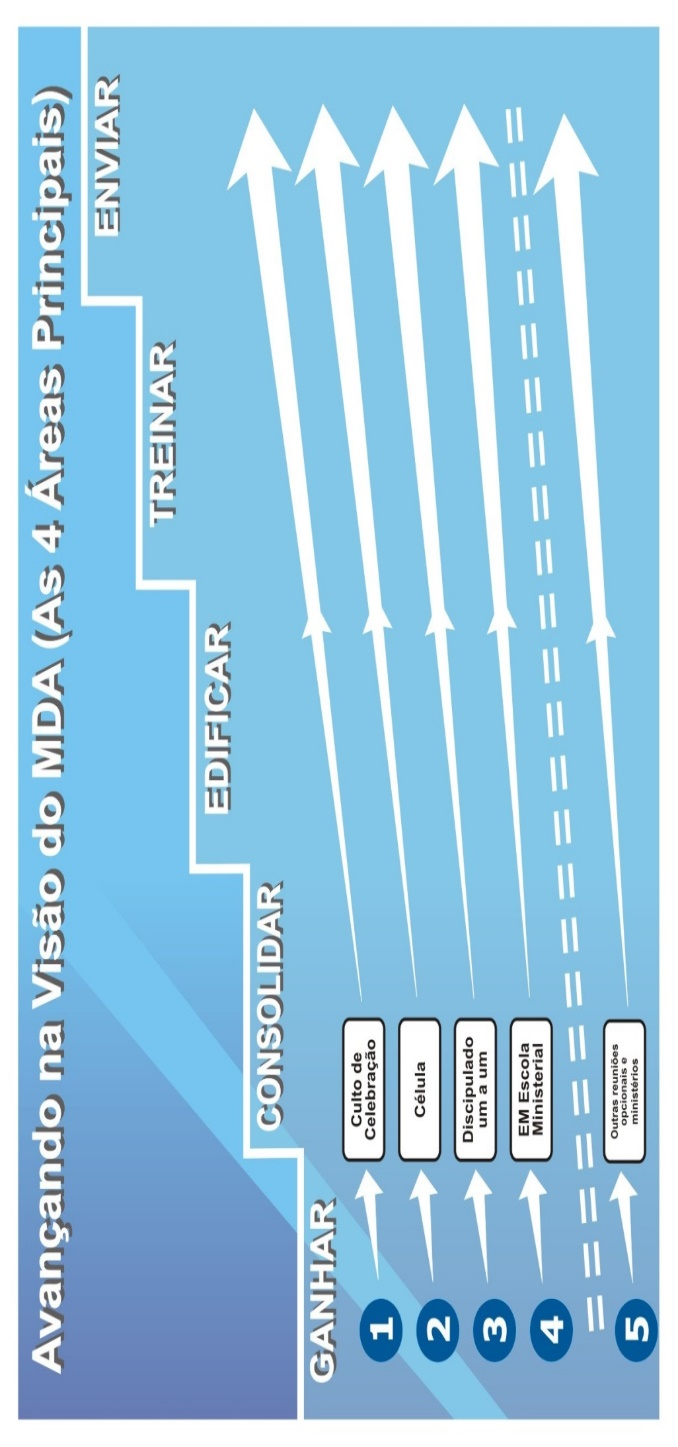 Avançando na Visão do MDA (As 4 Áreas Principais)
ENVIAR
TREINAR
EDIFICAR
CONSOLIDAR
GANHAR
1
Culto de
Celebração
2
Célula
3
Discipulado
um a um
4
EM Escola
Ministerial
5
Outras reuniões
opcionais e
ministérios